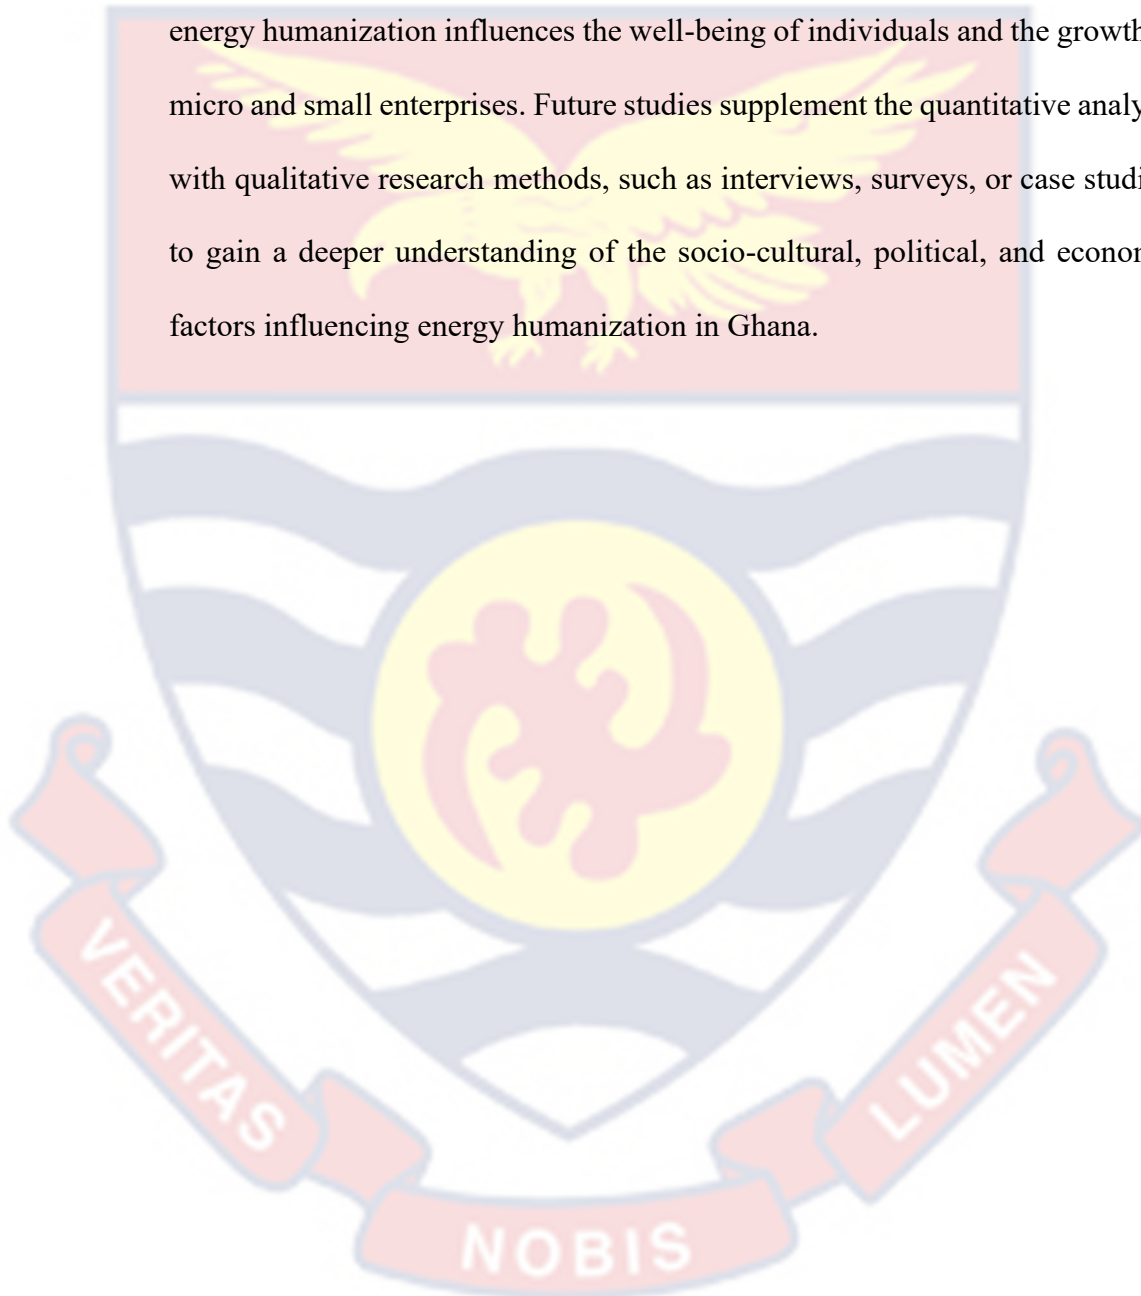 energy humanization influences the well-being of individuals and the growth
micro and small enterprises. Future studies supplement the quantitative analy
with qualitative research methods, such as interviews, surveys, or case studi
to gain a deeper understanding of the socio-cultural, political, and econom
factors influencing energy humanization in Ghana.
VERITAS
NOBIS
LUMEN